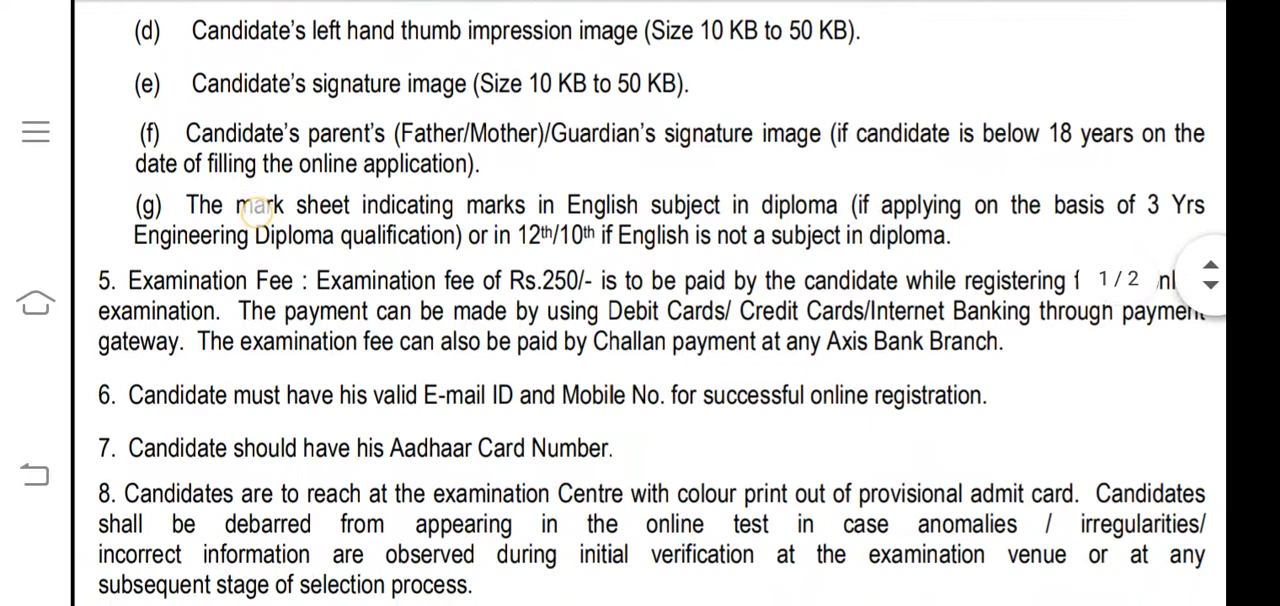 (d) Candidate's left hand thumb impression image (Size 10 KB to 50 KB).
(e) Candidate's signature image (Size 10 KB to 50 KB).
(f) Candidate's parent's (Father/Mother)/Guardian's signature image (if candidate is below 18 years on the
date of filling the online application).
(g) The mark sheet indicating marks in English subject in diploma (if applying on the basis of 3 Yrs
Engineering Diploma qualification) or in 12th/10th if English is not a subject in diploma.
5. Examination Fee : Examination fee of Rs.250/- is to be paid by the candidate while registering 1 / 2
examination. The payment can be made by using Debit Cards/ Credit Cards/Internet Banking through payment
gateway. The examination fee can also be paid by Challan payment at any Axis Bank Branch.
6. Candidate must have his valid E-mail ID and Mobile No. for successful online registration.
7. Candidate should have his Aadhaar Card Number.
8. Candidates are to reach at the examination Centre with colour print out of provisional admit card. Candidates
shall be debarred from appearing in the online test in case anomalies / irregularities/
incorrect information are observed during initial verification at the examination venue or at any
subsequent stage of selection process.